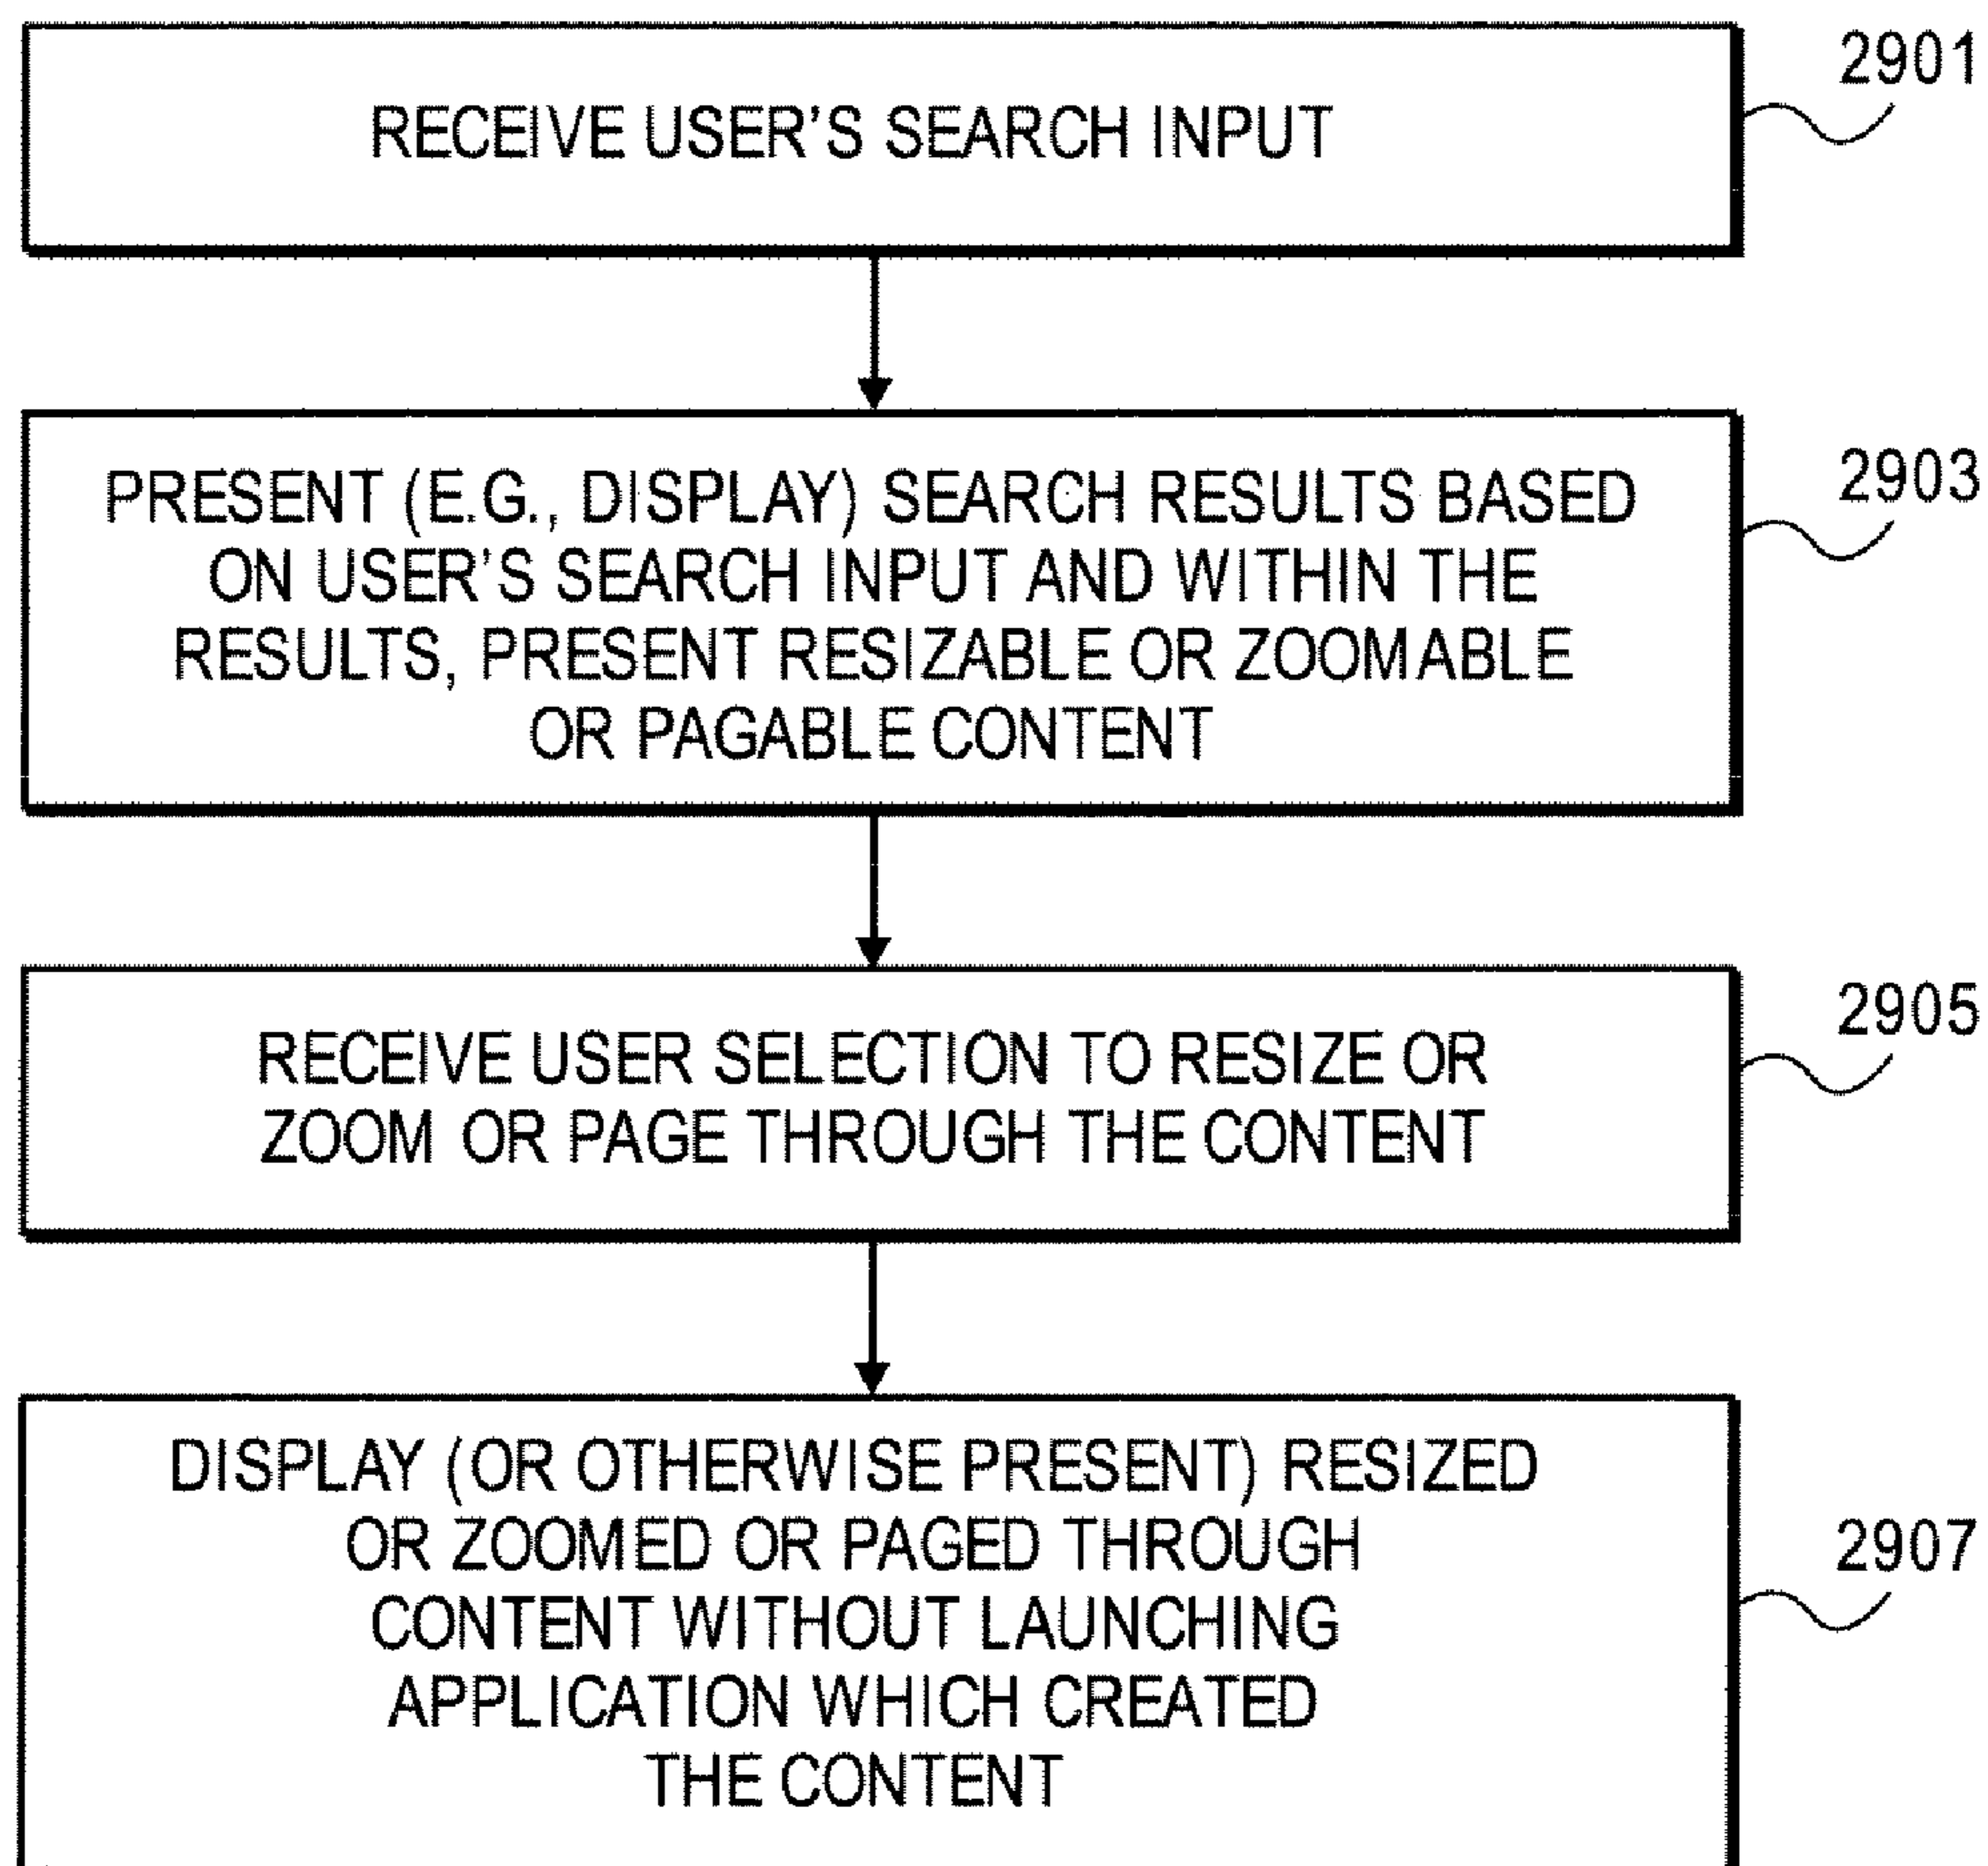 2901
RECEIVE USER'S SEARCH INPUT
2903
PRESENT (E.G., DISPLAY) SEARCH RESULTS BASED
ON USER'S SEARCH INPUT AND WITHIN THE
RESULTS, PRESENT RESIZABLE OR ZOOMABLE
OR PAGABLE CONTENT
2905
RECEIVE USER SELECTION TO RESIZE OR
ZOOM OR PAGE THROUGH THE CONTENT
DISPLAY (OR OTHERWISE PRESENT) RESIZED
OR ZOOMED OR PAGED THROUGH
2907
CONTENT WITHOUT LAUNCHING
APPLICATION WHICH CREATED
THE CONTENT